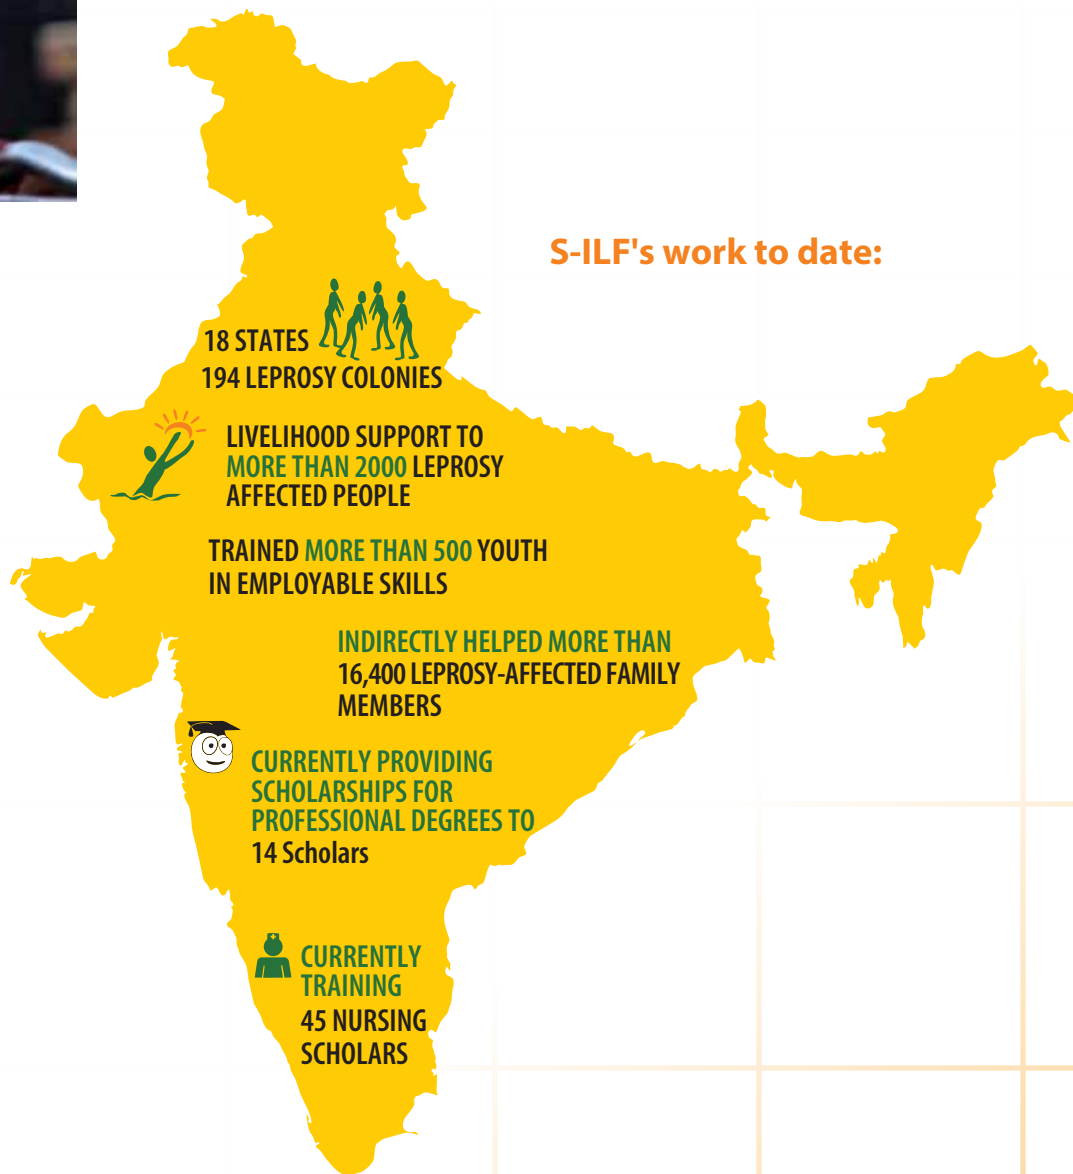 S-ILF's work to date:
18 STATES
194 LEPROSY COLONIES
LIVELIHOOD SUPPORT TO
MORE THAN 2000 LEPROSY
AFFECTED PEOPLE
TRAINED MORE THAN 500 YOUTH
IN EMPLOYABLE SKILLS
INDIRECTLY HELPED MORE THAN
16,400 LEPROSY-AFFECTED FAMILY
MEMBERS
CURRENTLY PROVIDING
SCHOLARSHIPS FOR
PROFESSIONAL DEGREES TO
14 Scholars
CURRENTLY
TRAINING
45 NURSING
SCHOLARS